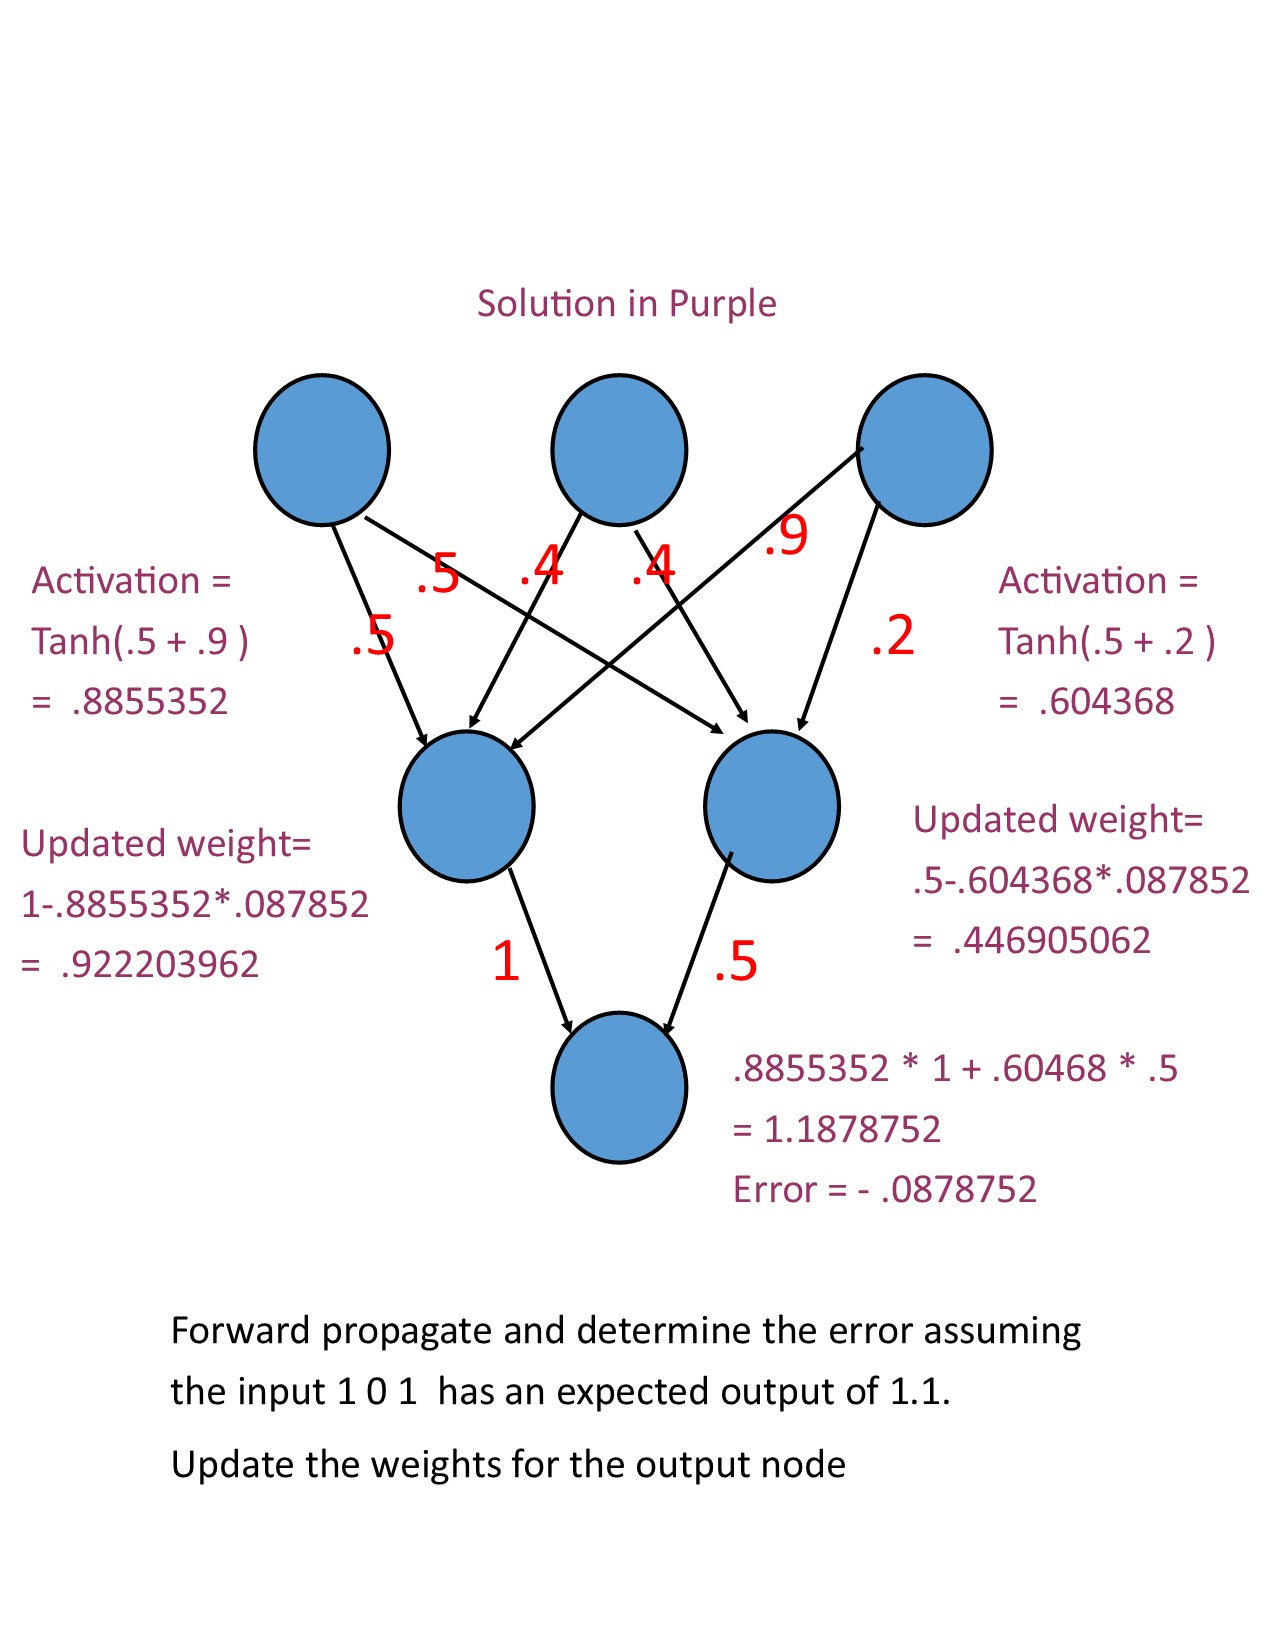 Solution in Purple
.5
.4
.4
.9
.5
.2
Activation =
Tanh(.5 + .9 )
= .8855352
Activation =
Tanh(.5 + .2 )
= .604368
Updated weight=
1-.8855352*.087852
= .922203962
Updated weight=
.5-.604368*.087852
= .446905062
1
.5
.8855352 * 1 + .60468 * .5
= 1.1878752
Error = - .0878752
Forward propagate and determine the error assuming
the input 1 0 1 has an expected output of 1.1.
Update the weights for the output node